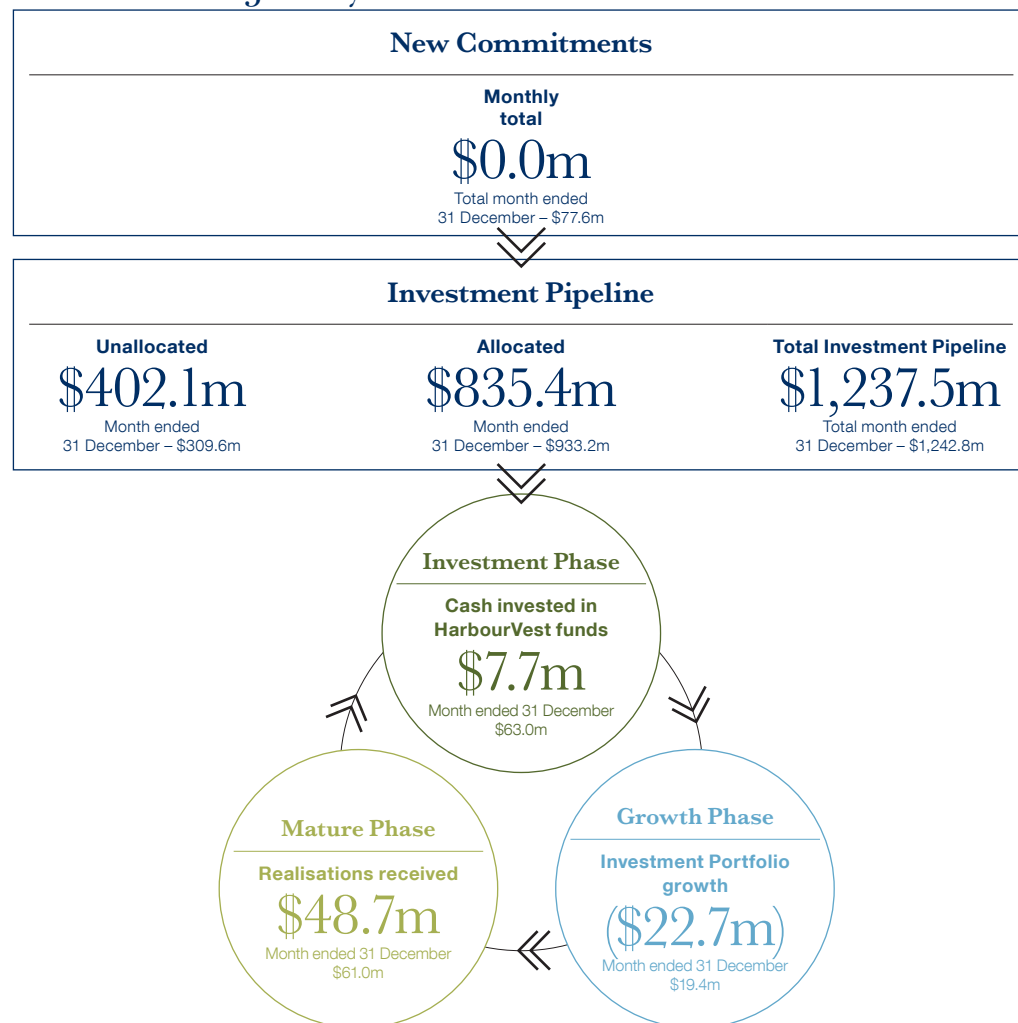 New Commitments
Monthly
total
$0.0m
Total month ended
31 December – $77.6m
Investment Pipeline
Unallocated
$402.1m
Month ended
31 December – $309.6m
Allocated
$835.4m
Month ended
31 December – $933.2m
Total Investment Pipeline
$1,237.5m
Total month ended
31 December – $1,242.8m
Investment Phase
Cash invested in
HarbourVest funds
$7.7m
Month ended 31 December
$63.0m
Mature Phase
Realisations received
$48.7m
Month ended 31 December
$61.0m
Growth Phase
Investment Portfolio
growth
($22.7m)
Month ended 31 December
$19.4m